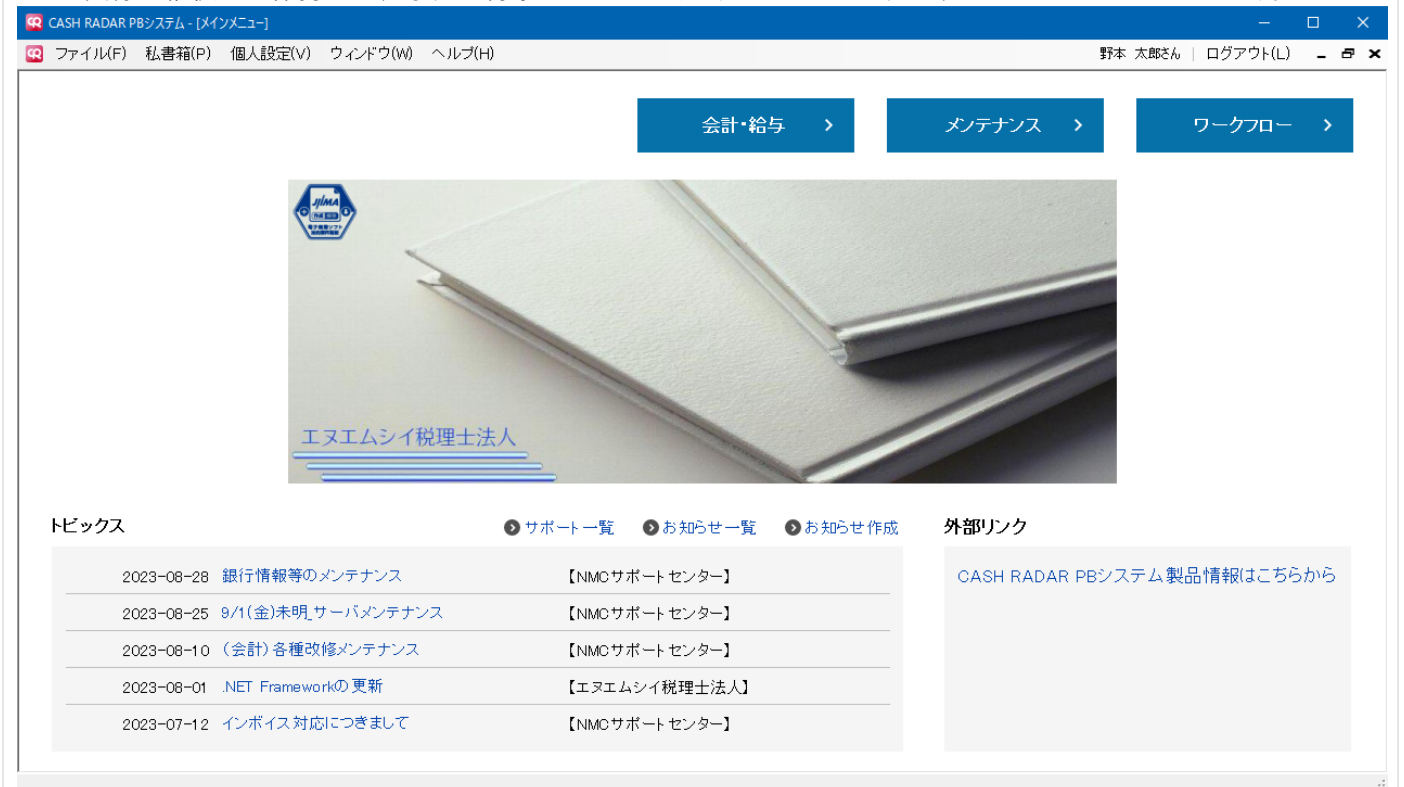 CASH RADAR PBシステム - [メインメニュー]
ファイル(F) 私書箱(P) 個人設定(V) ウィンドウ(W) ヘルプ(H) 野本 太郎さん | ログアウト(L)
会計・給与 メンテナンス ワークフロー
JIIMA
エヌエムシイ税理士法人
トピックス サポート一覧 お知らせ一覧 お知らせ作成 外部リンク
2023-08-28 銀行情報等のメンテナンス 【NMCサポートセンター】 CASH RADAR PBシステム製品情報はこちらから
2023-08-25 9/1(金)未明_サーバメンテナンス 【NMCサポートセンター】
2023-08-10 (会計)各種改修メンテナンス 【NMCサポートセンター】
2023-08-01 .NET Frameworkの更新 【エヌエムシイ税理士法人】
2023-07-12 インボイス対応につきまして 【NMCサポートセンター】